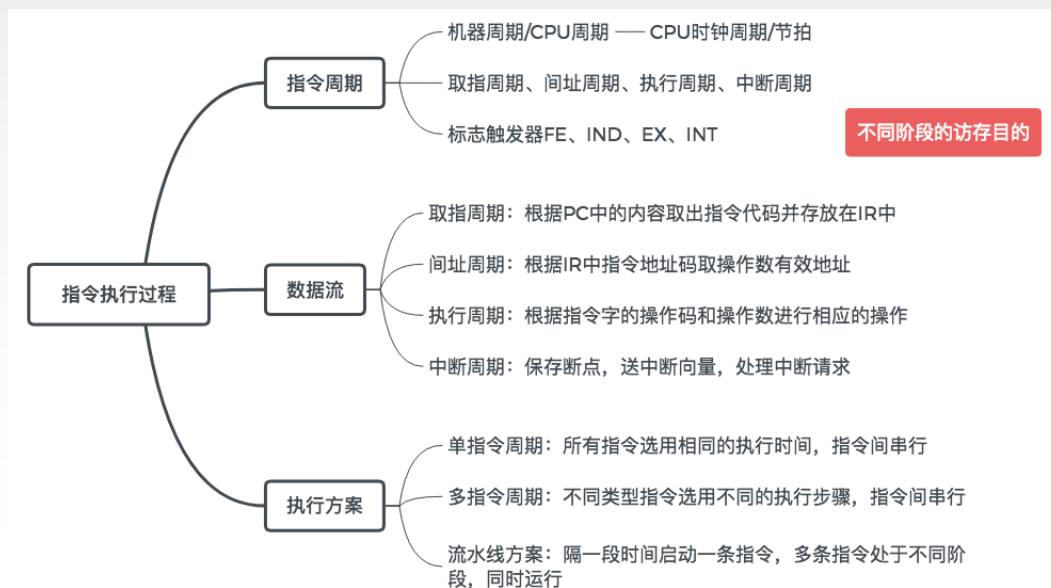 机器周期/CPU周期 —— CPU时钟周期/节拍
指令周期
取指周期、间址周期、执行周期、中断周期
标志触发器FE、IND、EX、INT
不同阶段的访存目的
取指周期：根据PC中的内容取出指令代码并存放在IR中
间址周期：根据IR中指令地址码取操作数有效地址
指令执行过程
数据流
执行周期：根据指令字的操作码和操作数进行相应的操作
中断周期：保存断点，送中断向量，处理中断请求
单指令周期：所有指令选用相同的执行时间，指令间串行
执行方案
多指令周期：不同类型指令选用不同的执行步骤，指令间串行
流水线方案：隔一段时间启动一条指令，多条指令处于不同阶
段，同时运行